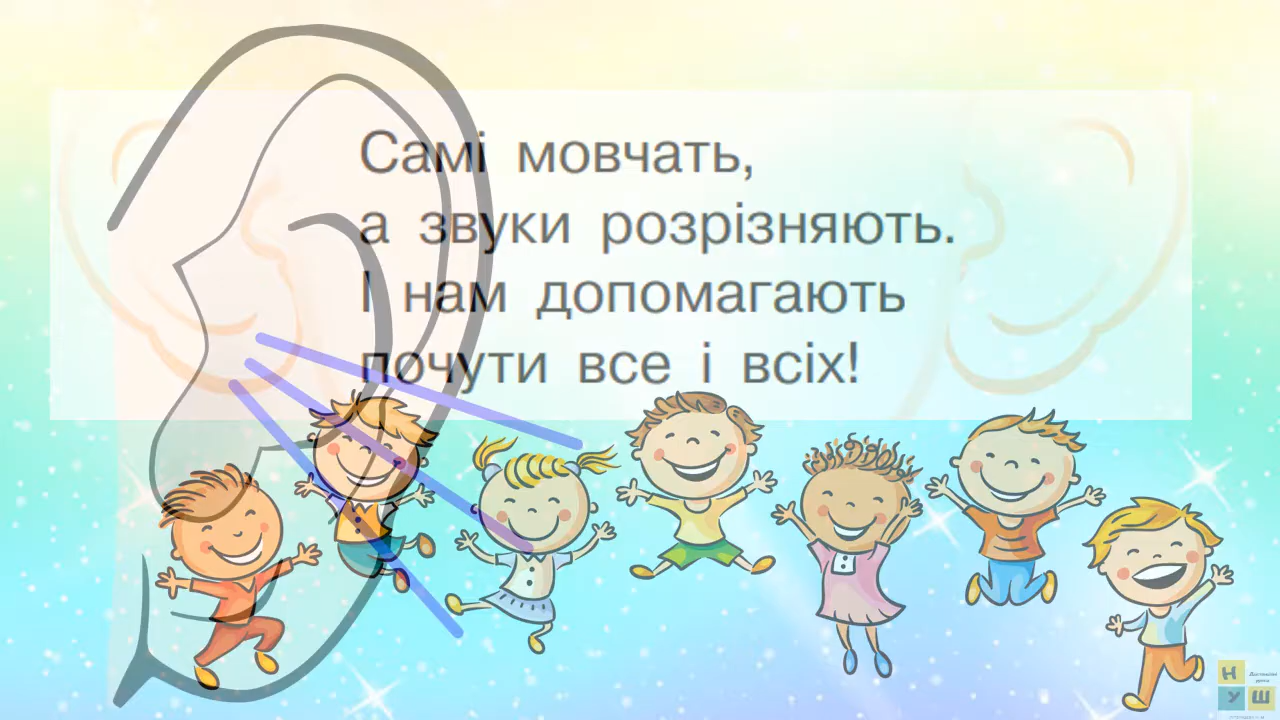 Самі мовчать,
а звуки розрізняють.
І нам допомагають
почути все і всіх!
Н
У Ш